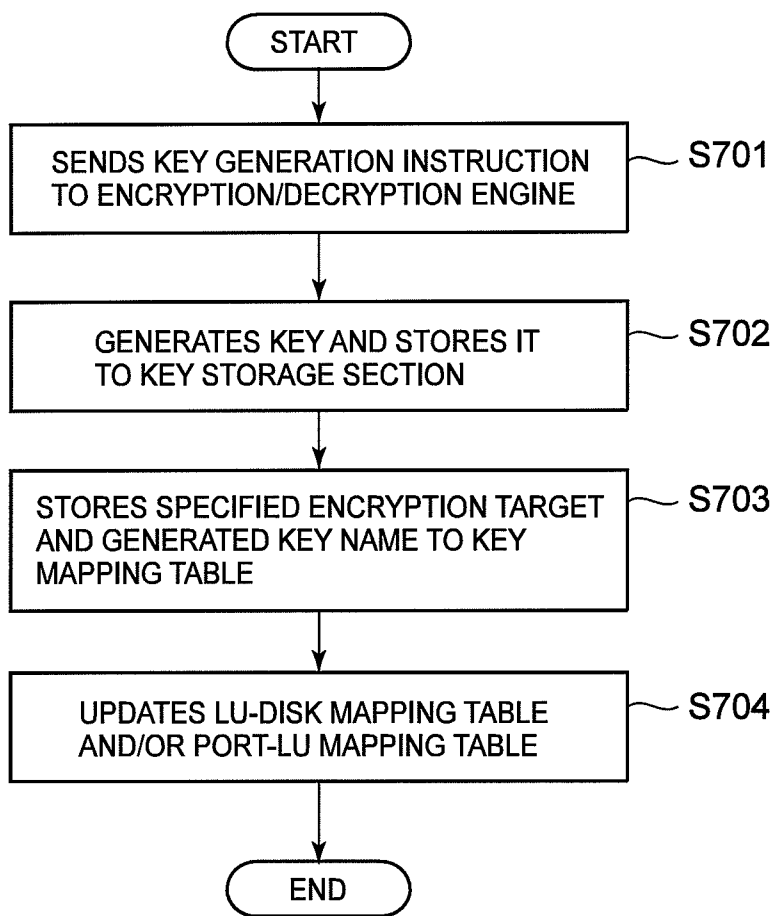 START
SENDS KEY GENERATION INSTRUCTION
TO ENCRYPTION/DECRYPTION ENGINE
S701
GENERATES KEY AND STORES IT
TO KEY STORAGE SECTION
S702
STORES SPECIFIED ENCRYPTION TARGET
AND GENERATED KEY NAME TO KEY
MAPPING TABLE
S703
UPDATES LU-DISK MAPPING TABLE
AND/OR PORT-LU MAPPING TABLE
S704
END